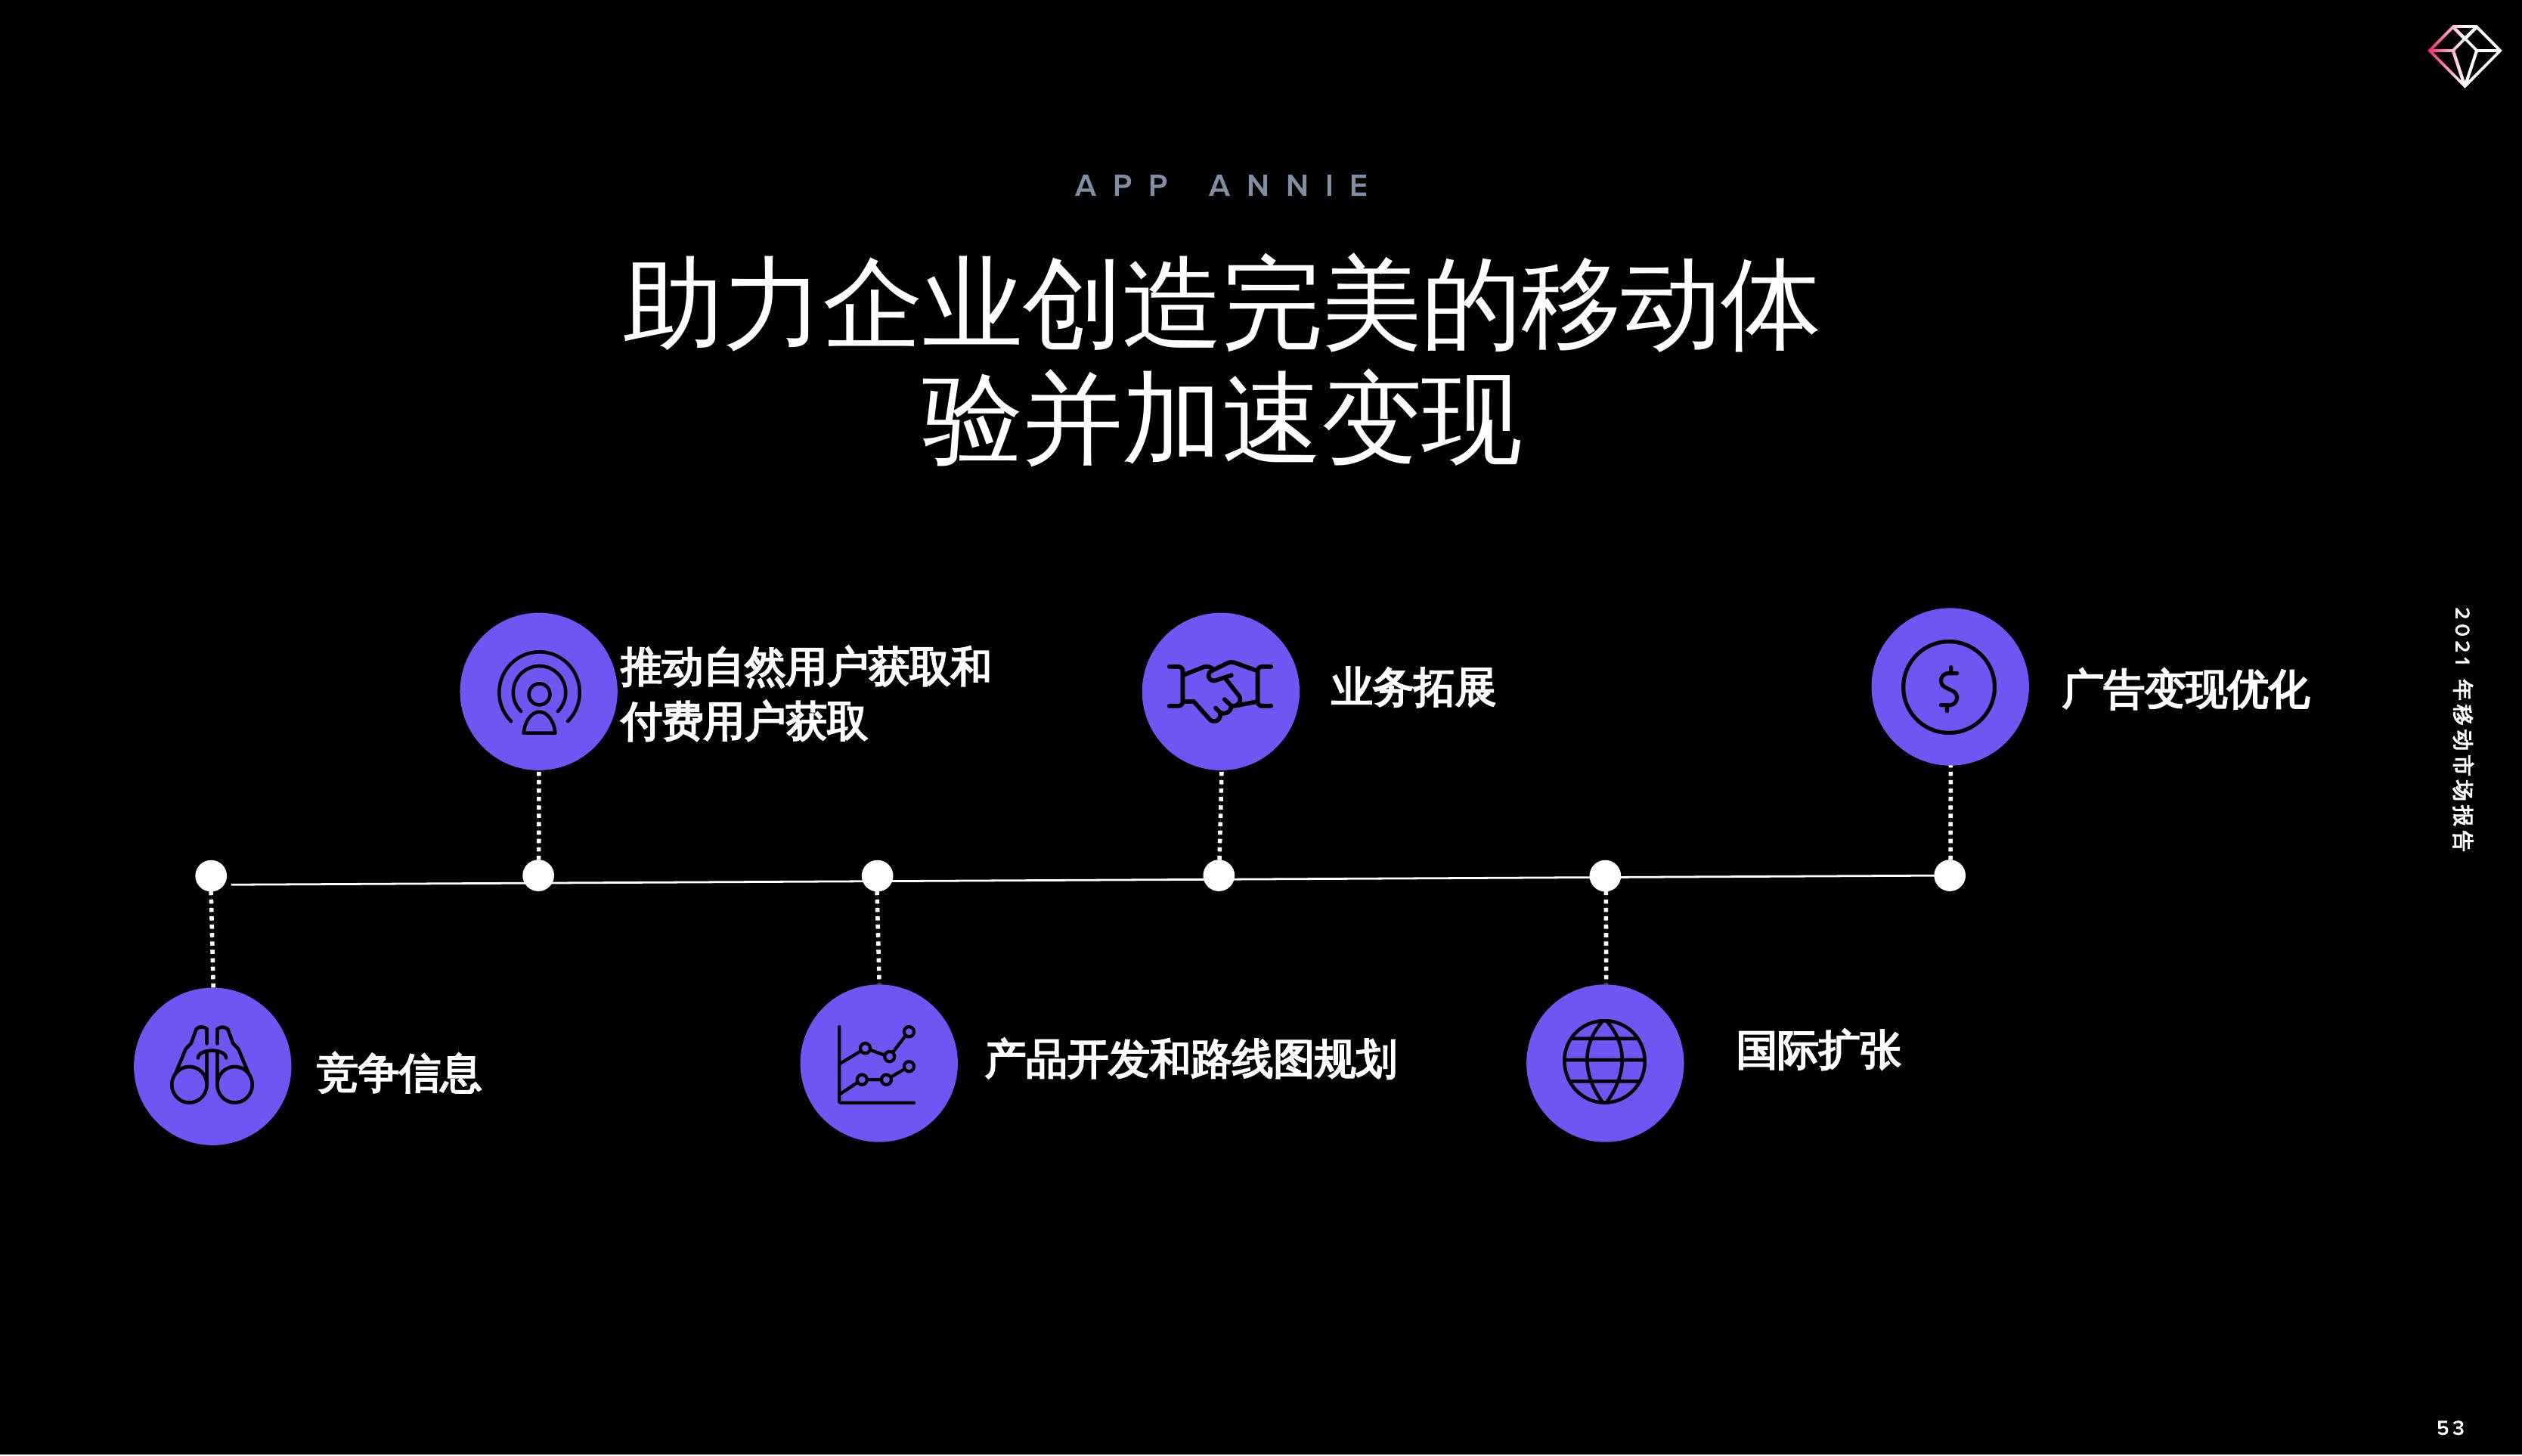 APP ANNIE
助力企业创造完美的移动体
验并加速变现
推动自然用户获取和
付费用户获取
业务拓展
广告变现优化
竞争信息
产品开发和路线图规划
国际扩张
2021 年移动市场报告
53